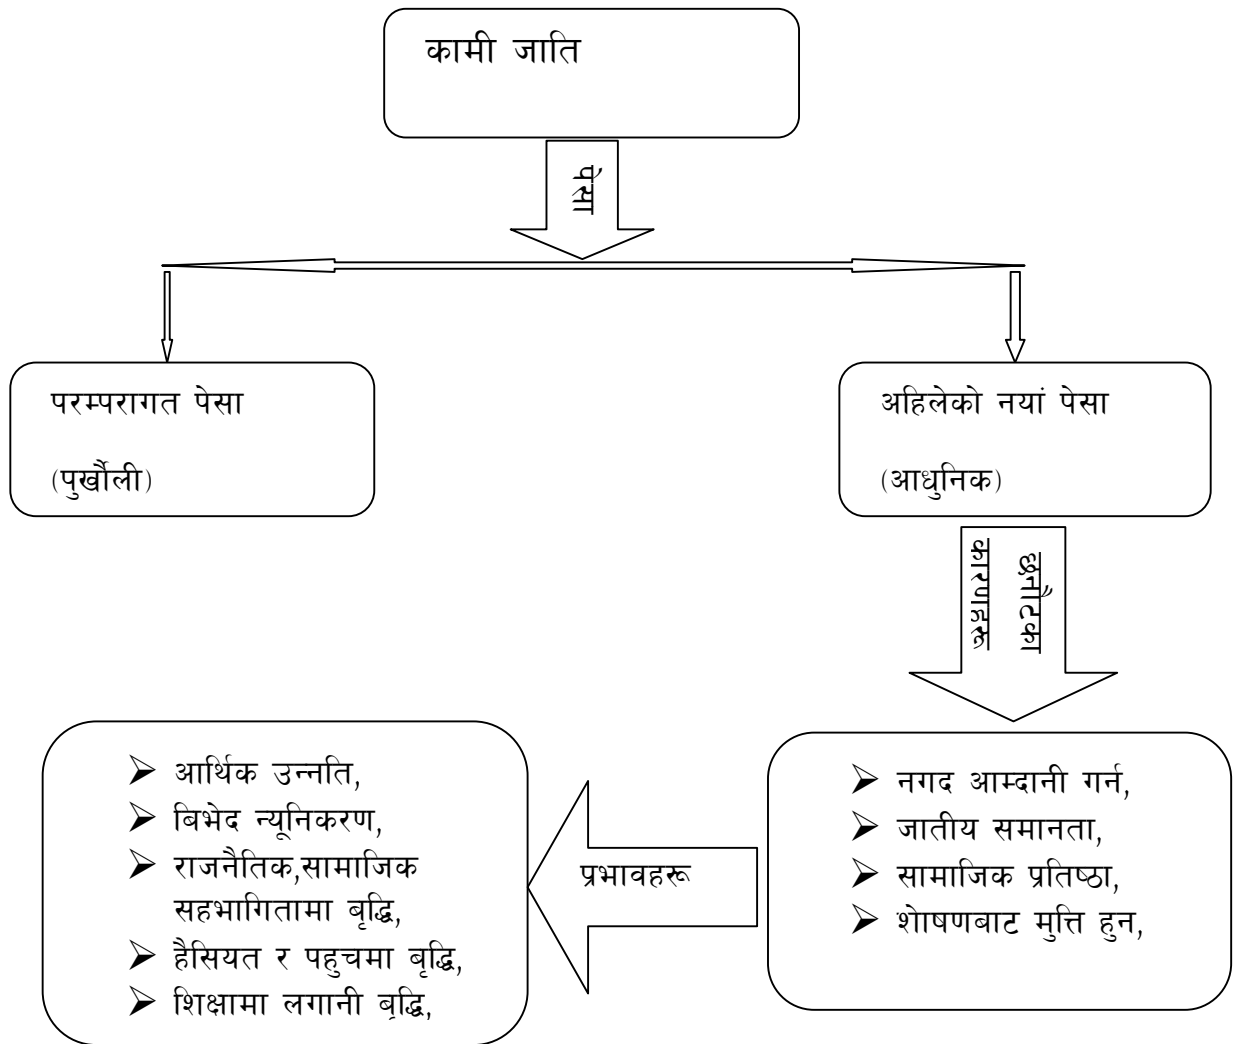 कामी जाति
पेसा
परम्परागत पेसा
(पुर्खौली)
अहिलेको नयां पेसा
(आधुनिक)
छनौटका
कारणहरू
नगद आम्दानी गर्न,
जातीय समानता,
सामाजिक प्रतिष्ठा,
शेाषणबाट मुत्ति हुन,
प्रभावहरू
आर्थिक उन्नति,
बिभेद न्यूनिकरण,
राजनैतिक,सामाजिक
सहभागितामा बृद्धि,
हैसियत र पहुचमा बृद्धि,
शिक्षामा लगानी बृद्धि,